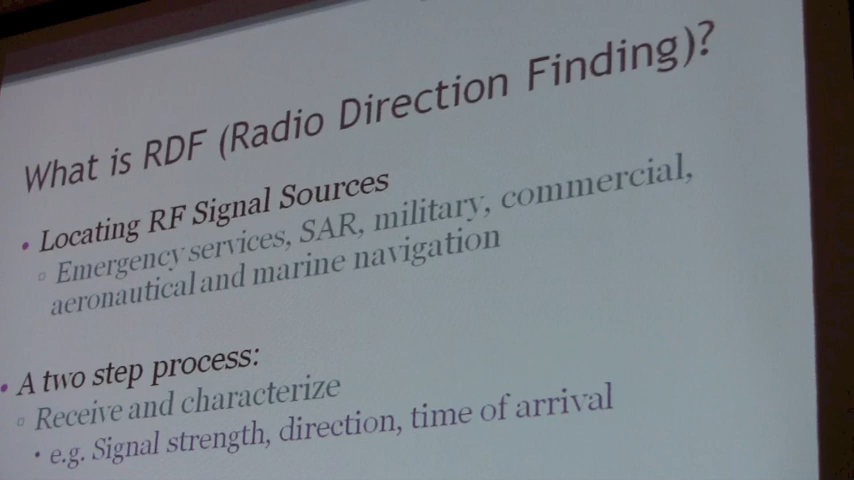 What is RDF (Radio Direction Finding)?
• Locating RF Signal Sources
▫ Emergency services, SAR, military, commercial,
aeronautical and marine navigation
• A two step process:
▫ Receive and characterize
• e.g. Signal strength, direction, time of arrival